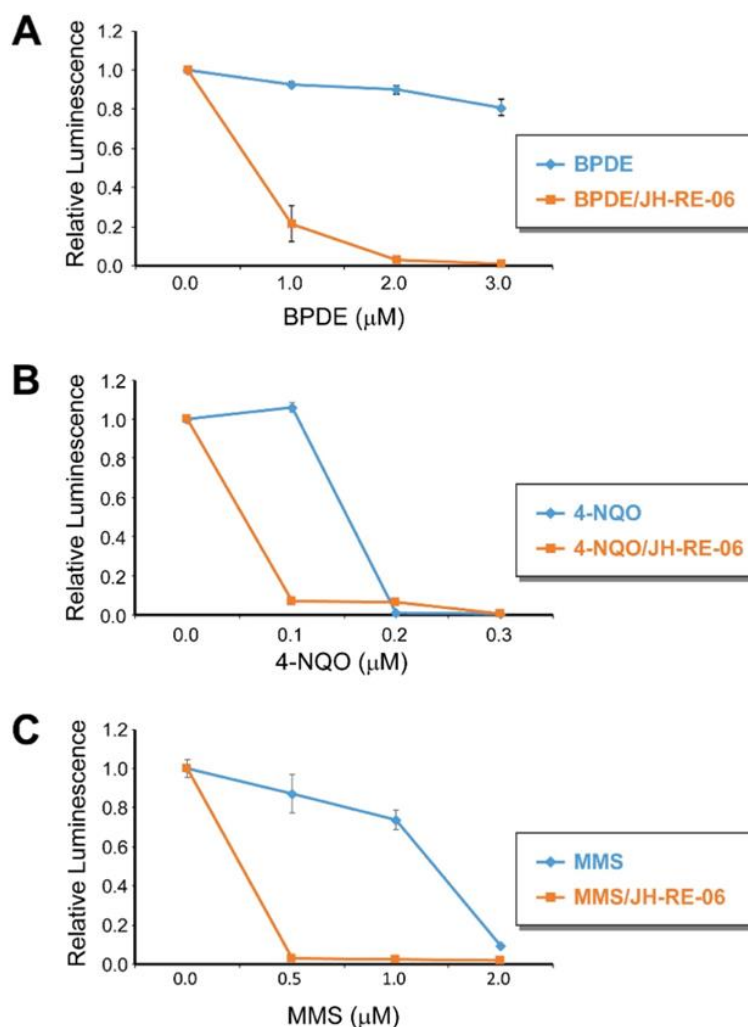 A
Relative Luminescence
1.2
1.0
0.8
0.6
0.4
0.2
0.0
0.0 1.0 2.0 3.0
BPDE (μM)
BPDE
BPDE/JH-RE-06
B
Relative Luminescence
1.2
1.0
0.8
0.6
0.4
0.2
0.0
0.0 0.1 0.2 0.3
4-NQO (μM)
4-NQO
4-NQO/JH-RE-06
C
Relative Luminescence
1.2
1.0
0.8
0.6
0.4
0.2
0.0
0.0 0.5 1.0 2.0
MMS (μM)
MMS
MMS/JH-RE-06